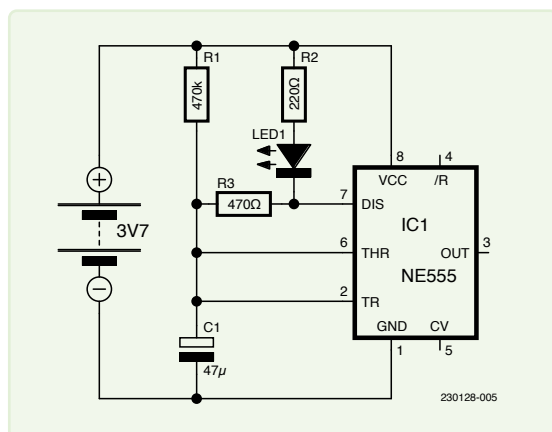 R1
R2
470k
220Ω
LED1
8
4
VCC
/R
R3
470Ω
7
DIS
IC1
+
3V7
6
THR
OUT
3
NE555
−
2
TR
C1
GND
CV
47µ
1
5
230128-005